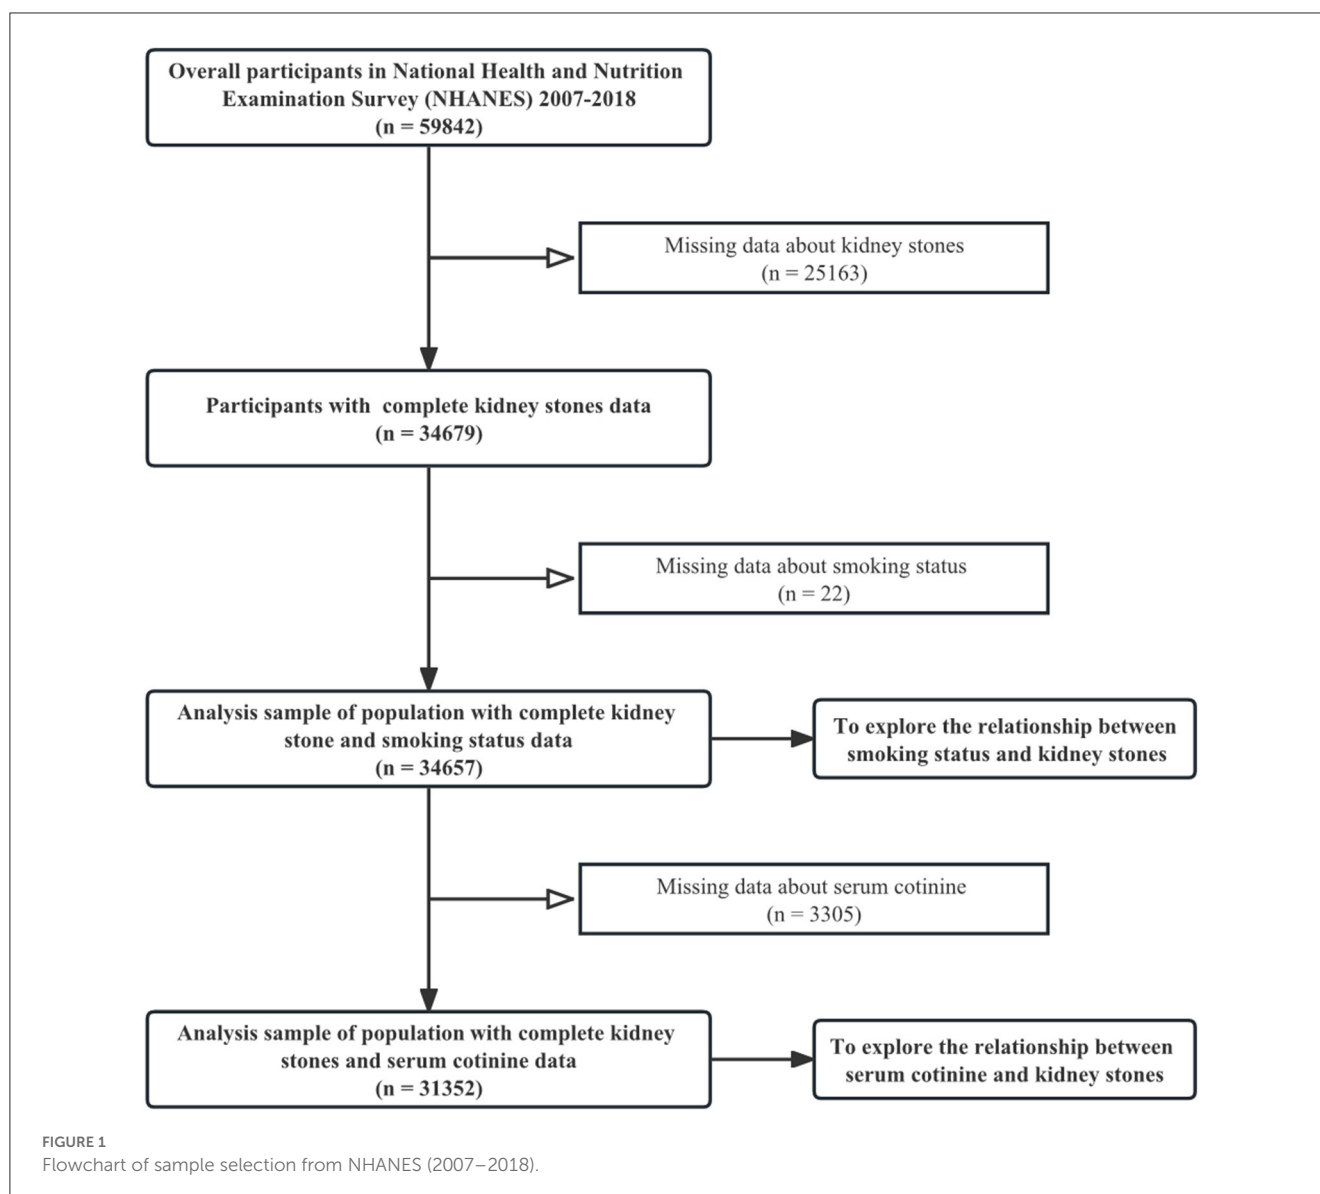 Overall participants in National Health and Nutrition
Examination Survey (NHANES) 2007-2018
(n = 59842)
Missing data about kidney stones
(n = 25163)
Participants with  complete kidney stones data
(n = 34679)
Missing data about smoking status
(n = 22)
Analysis sample of population with complete kidney
stone and smoking status data
(n = 34657)
To explore the relationship between
smoking status and kidney stones
Missing data about serum cotinine
(n = 3305)
Analysis sample of population with complete kidney
stones and serum cotinine data
(n = 31352)
To explore the relationship between
serum cotinine and kidney stones
FIGURE 1
Flowchart of sample selection from NHANES (2007–2018).